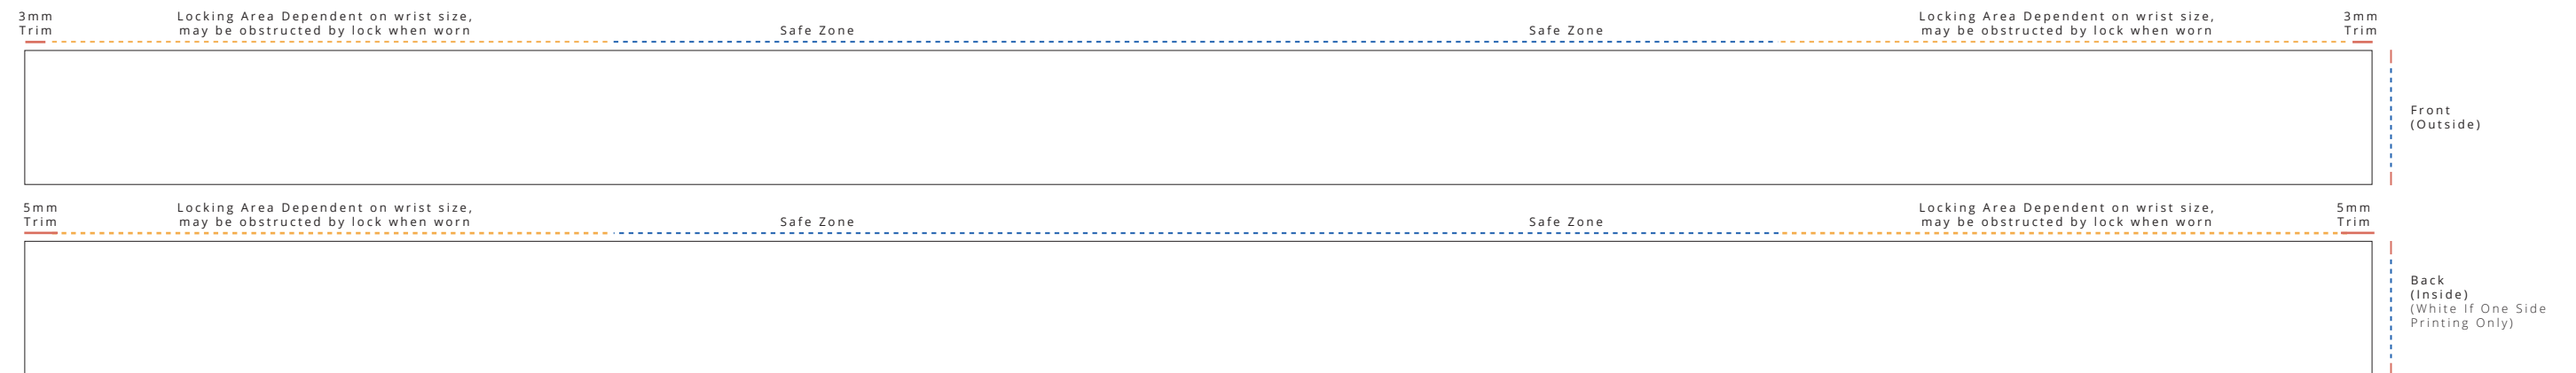 3mm
Trim
Locking Area Dependent on wrist size,
may be obstructed by lock when worn
Safe Zone
Safe Zone
Locking Area Dependent on wrist size,
may be obstructed by lock when worn
3mm
Trim
Front
(Outside)
5mm
Trim
Locking Area Dependent on wrist size,
may be obstructed by lock when worn
Safe Zone
Safe Zone
Locking Area Dependent on wrist size,
may be obstructed by lock when worn
5mm
Trim
Back
(Inside)
(White If One Side
Printing Only)